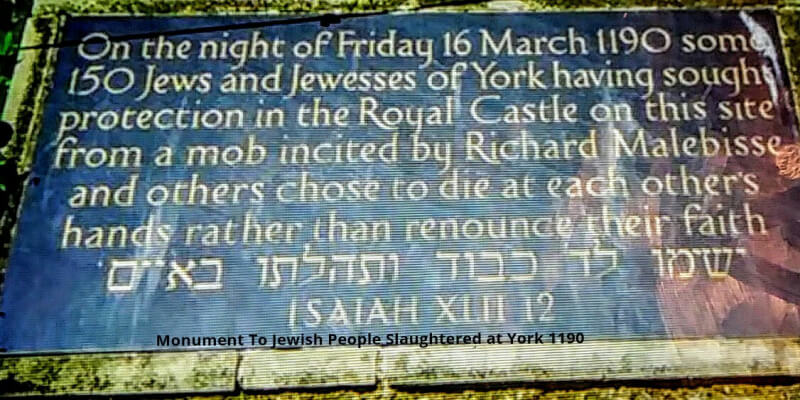 On the night of Friday 16 March 1190 some
150 Jews and Jewesses of York having sought
protection in the Royal Castle on this site
from a mob incited by Richard Malebisse
and others chose to die at each other's
hands rather than renounce their faith
ישמו לד כבוד ותהלתו באיים
ISAIAH XLII 12
Monument To Jewish People Slaughtered at York 1190